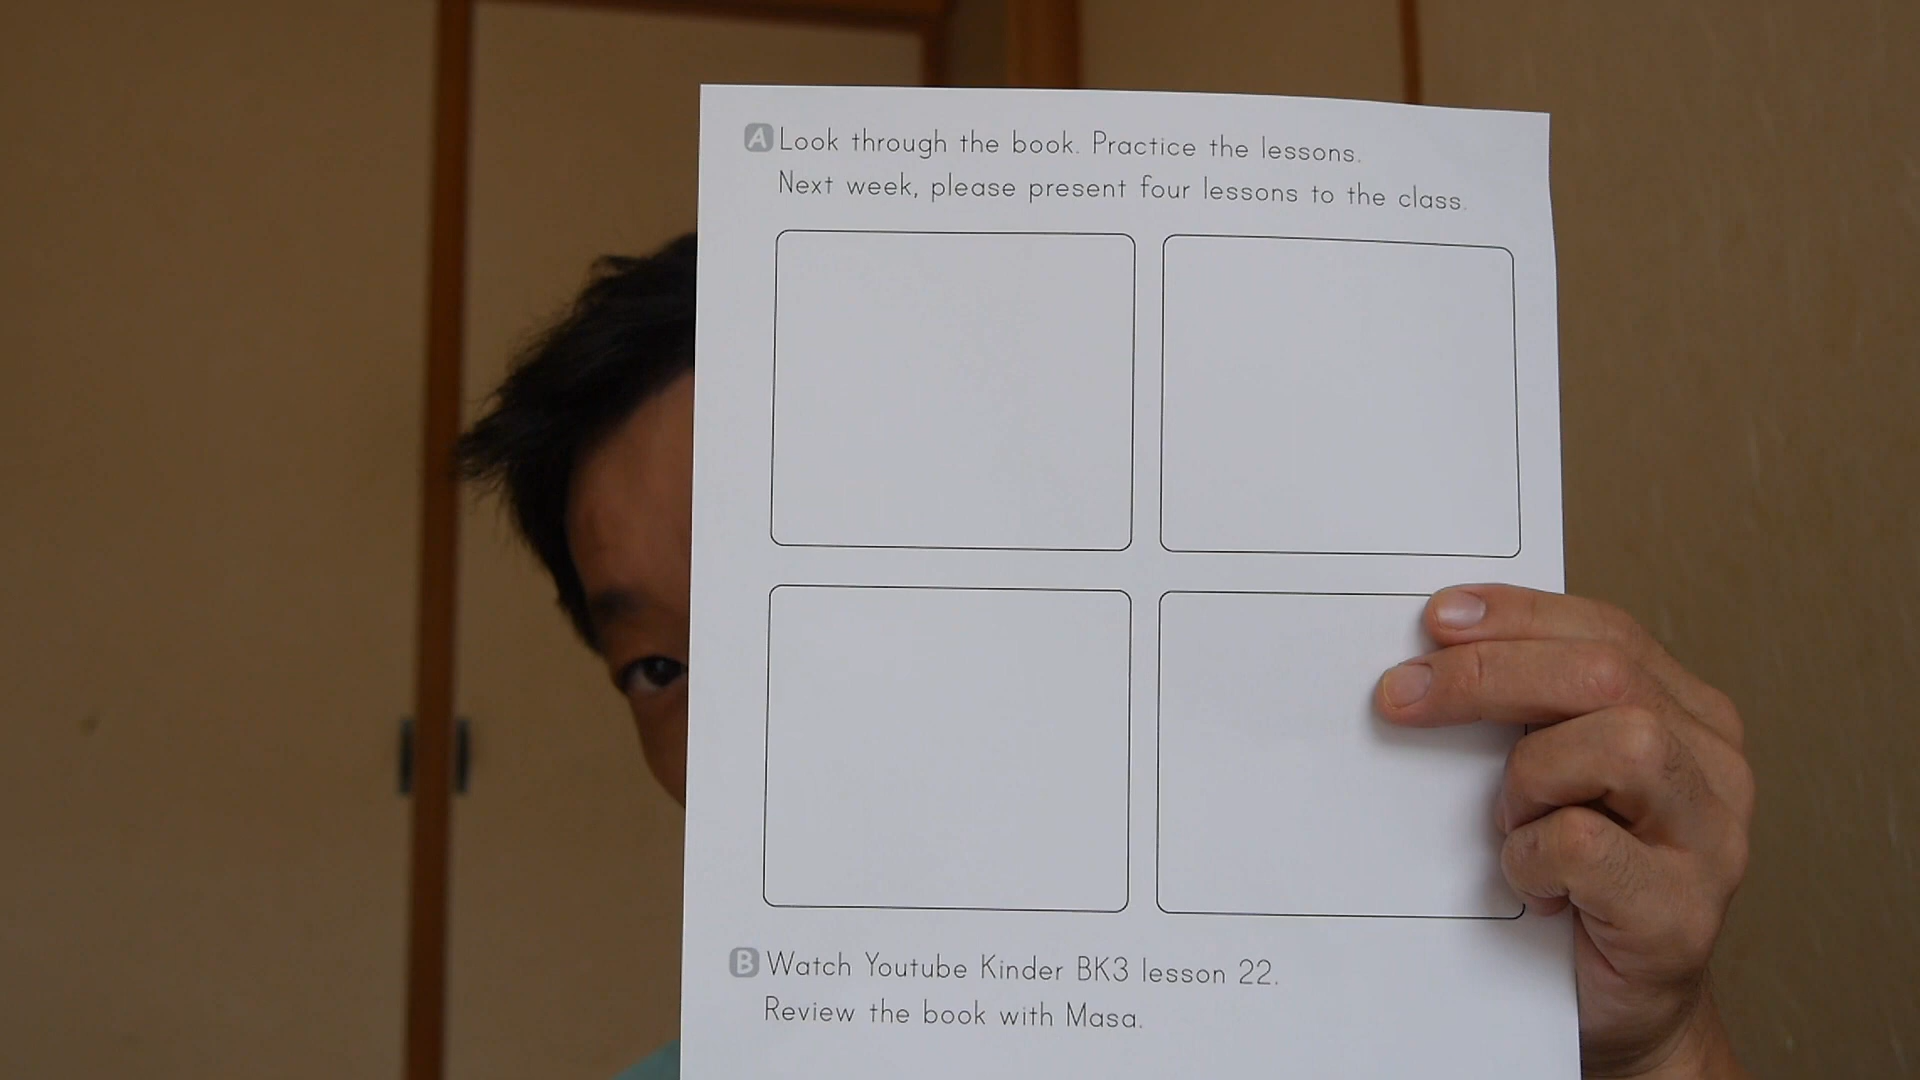 A Look through the book. Practice the lessons.
Next week, please present four lessons to the class.
B Watch Youtube Kinder BK3 lesson 22.
Review the book with Masa.